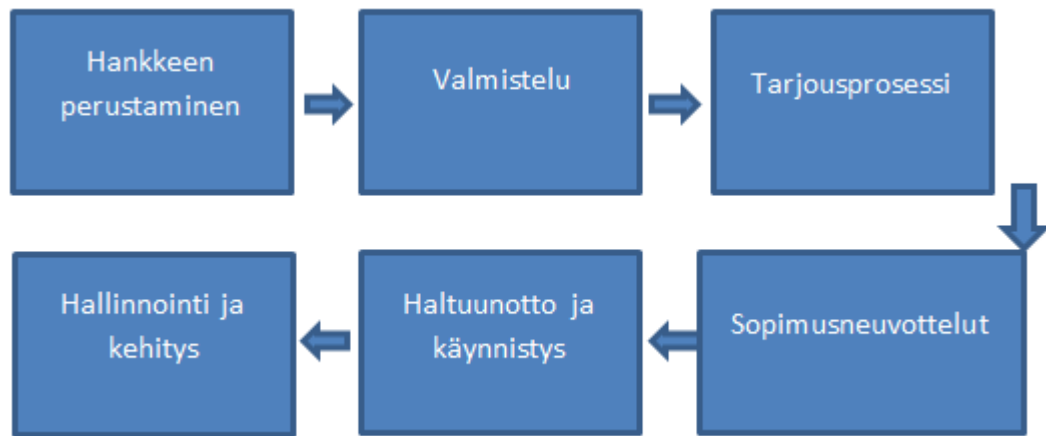 Hankkeen
perustaminen
Valmistelu
Tarjousprosessi
Sopimusneuvottelut
Haltuunotto ja
käynnistys
Hallinnointi ja
kehitys